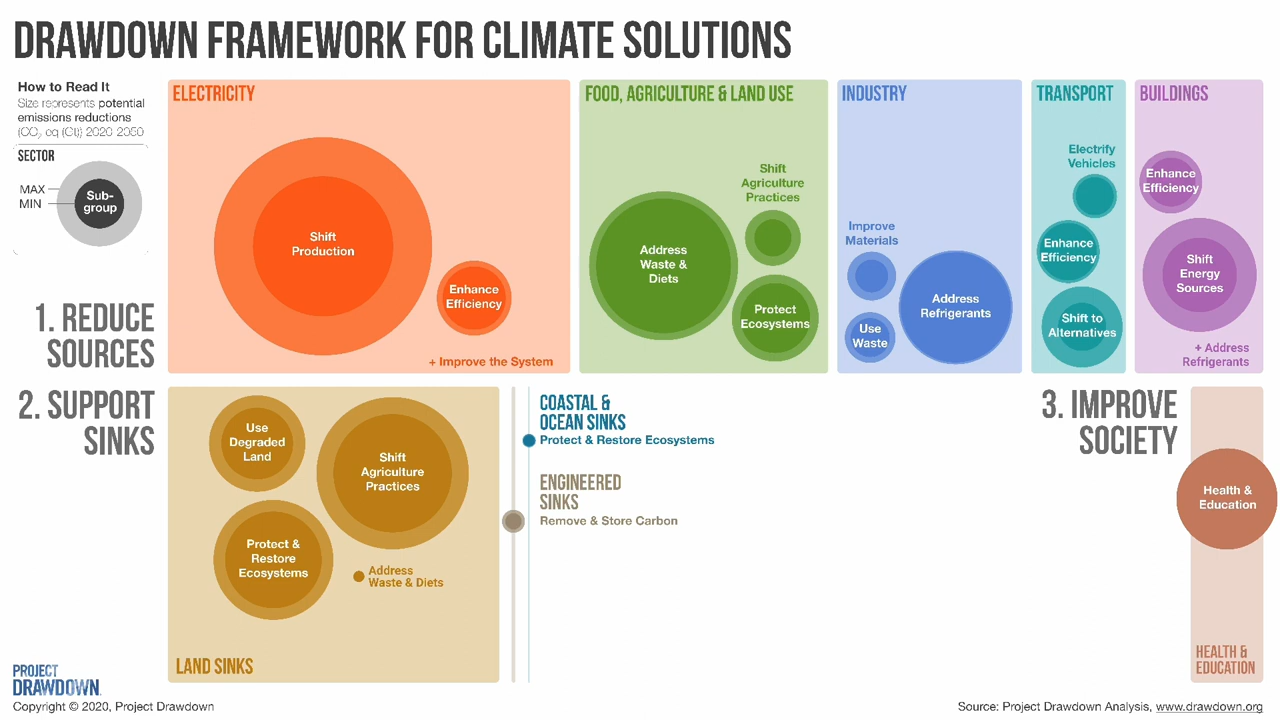 DRAWDOWN FRAMEWORK FOR CLIMATE SOLUTIONS
How to Read It
Size represents potential
emissions reductions
(CO₂ eq (Gt)) 2020-2050
SECTOR
MAX
MIN
Sub-
group
1. REDUCE
SOURCES
ELECTRICITY
Shift
Production
Enhance
Efficiency
+ Improve the System
FOOD, AGRICULTURE & LAND USE
Address
Waste &
Diets
Shift
Agriculture
Practices
Protect
Ecosystems
INDUSTRY
Improve
Materials
Use
Waste
Address
Refrigerants
TRANSPORT
Electrify
Vehicles
Enhance
Efficiency
Shift to
Alternatives
BUILDINGS
Enhance
Efficiency
Shift
Energy
Sources
+ Address
Refrigerants
2. SUPPORT
SINKS
Use
Degraded
Land
Shift
Agriculture
Practices
Protect &
Restore
Ecosystems
Address
Waste & Diets
LAND SINKS
COASTAL &
OCEAN SINKS
Protect & Restore Ecosystems
ENGINEERED
SINKS
Remove & Store Carbon
3. IMPROVE
SOCIETY
Health &
Education
HEALTH &
EDUCATION
PROJECT
DRAWDOWN.
Copyright © 2020, Project Drawdown
Source: Project Drawdown Analysis, www.drawdown.org